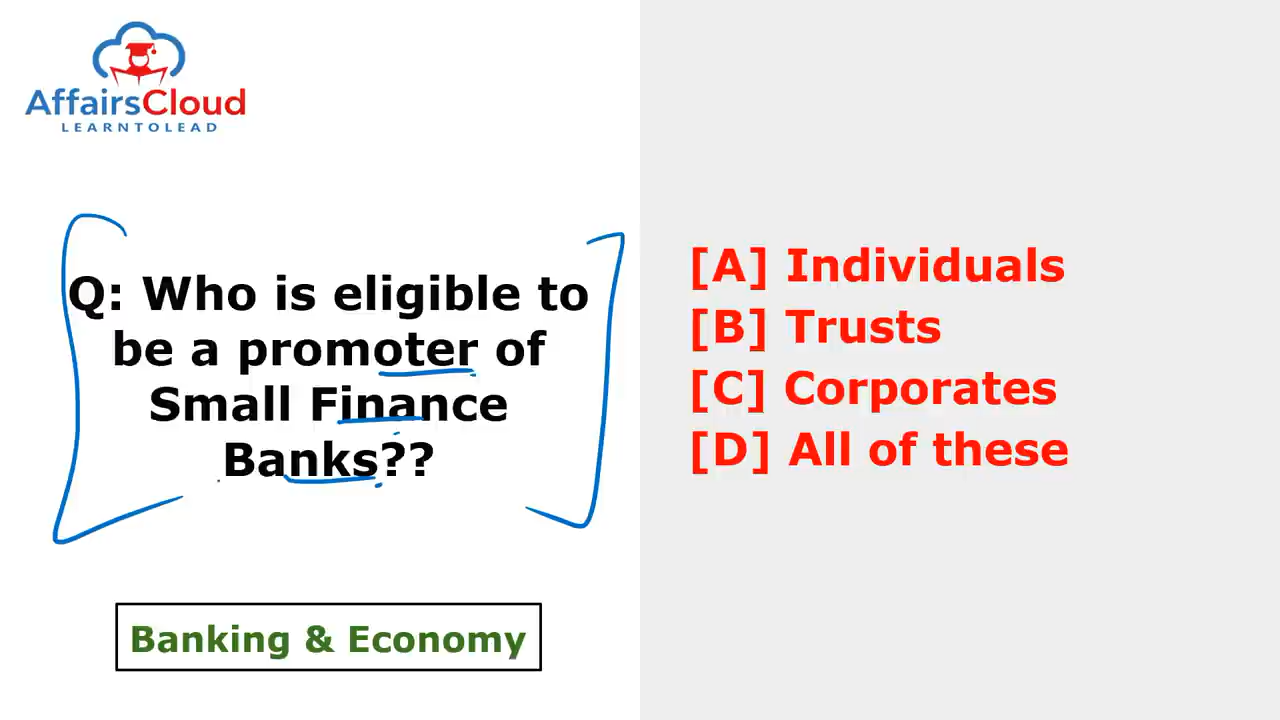 AffairsCloud
LEARNTOLEAD
Q: Who is eligible to
be a promoter of
Small Finance
Banks??
Banking & Economy
[A] Individuals
[B] Trusts
[C] Corporates
[D] All of these